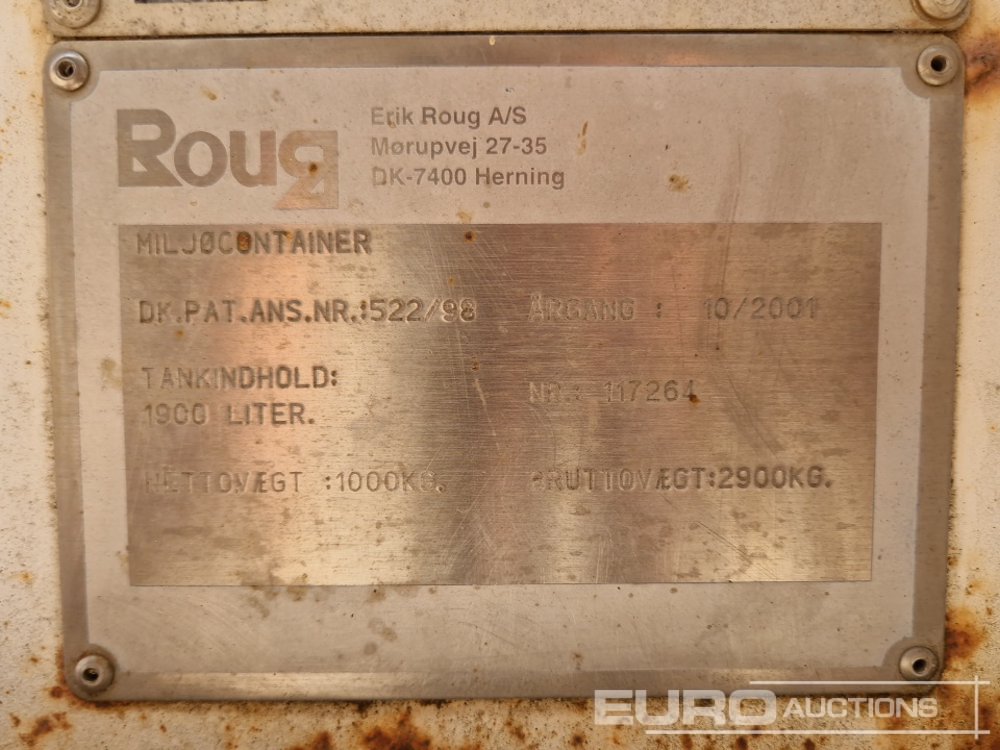 Roug
Erik Roug A/S
Mørupvej 27-35
DK-7400 Herning
MILJØCONTAINER
DK.PAT.ANS.NR.:522/98 ÅRGANG : 10/2001
TANKINDHOLD:
1900 LITER.
NR.: 117264
NETTOVÆGT :1000KG. BRUTTOVÆGT:2900KG.
EURO AUCTIONS